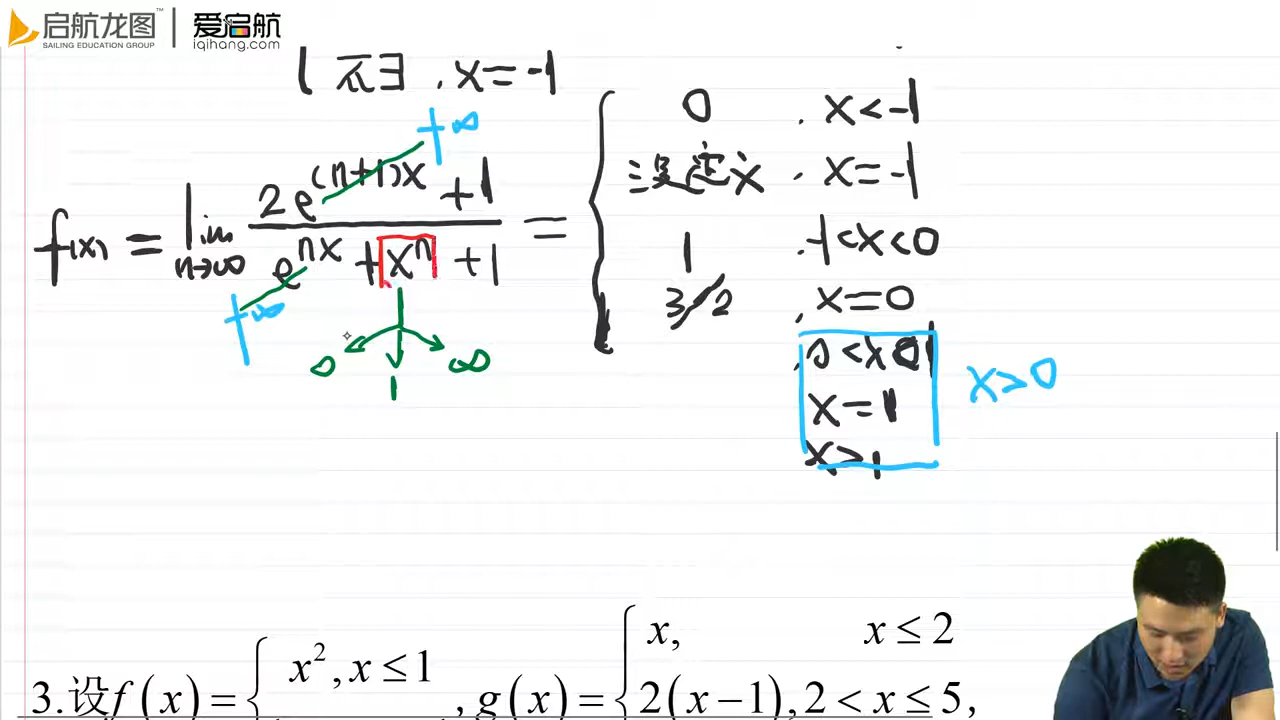 启航龙图 | 爱启航
SAILING EDUCATION GROUP iqihang.com
不∃ , x = -1
f(x) = lim n→∞ (2e^((n+1)x) + 1) / (e^(nx) + x^n + 1) = {
+∞
+∞
0 1 ∞
0 , x < -1
没定义 , x = -1
1 , -1 < x < 0
3/2 , x = 0
, 0 < x < 1
x = 1
x > 1
x > 0
3.设 f(x) = { x², x ≤ 1 , g(x) = { x, x ≤ 2
2(x−1), 2 < x ≤ 5,